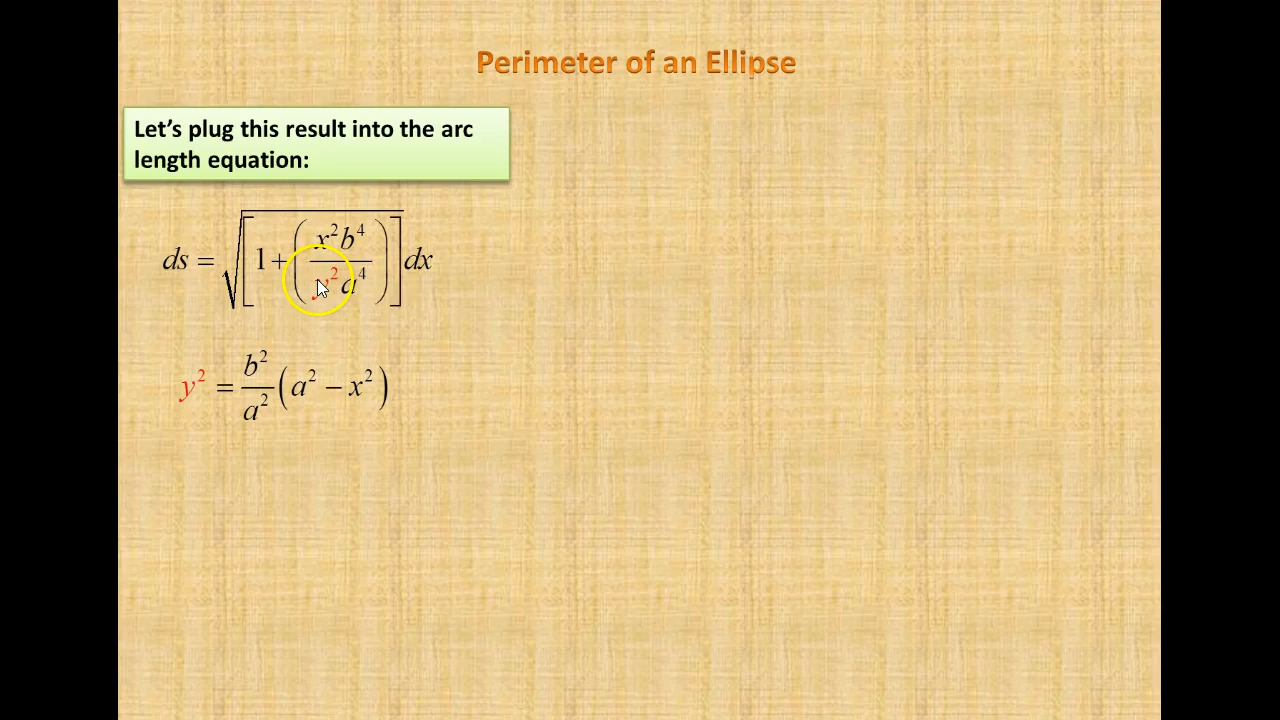 Perimeter of an Ellipse
Let's plug this result into the arc
length equation:
ds = √[1 + (x²b⁴ / y²a⁴)] dx
y² = b²/a² (a² − x²)